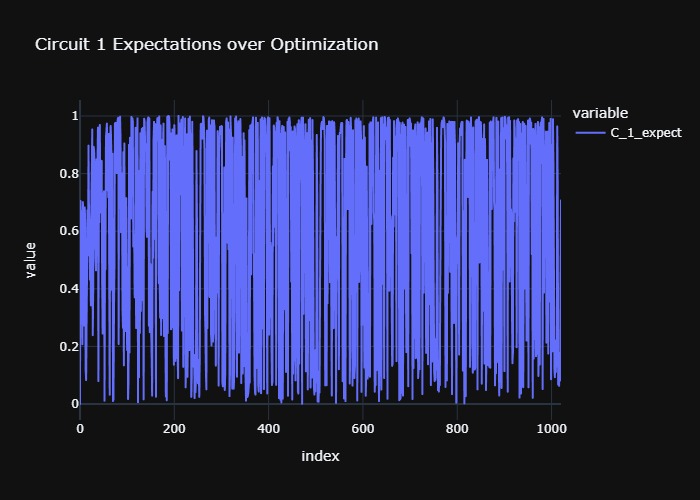 Circuit 1 Expectations over Optimization
variable
C_1_expect
1
0.8
0.6
0.4
0.2
0
value
0 200 400 600 800 1000
index